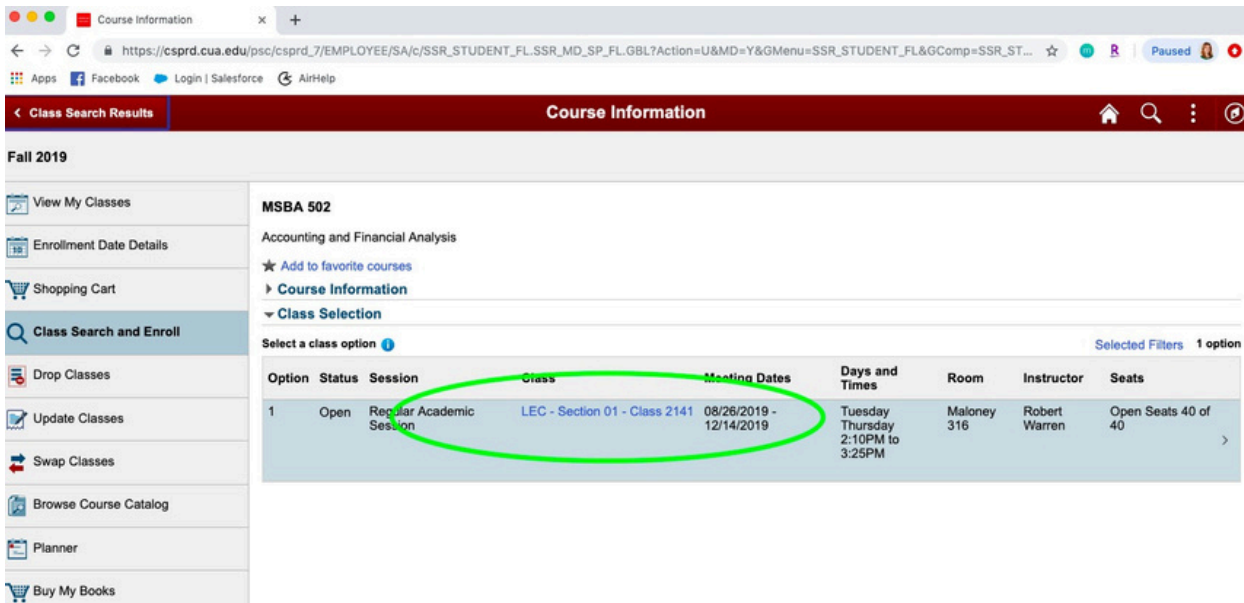 Course Information
https://csprd.cua.edu/psc/csprd_7/EMPLOYEE/SA/c/SSR_STUDENT_FL.SSR_MD_SP_FL.GBL?Action=U&MD=Y&GMenu=SSR_STUDENT_FL&GComp=SSR_ST...
R Paused
Apps Facebook Login | Salesforce AirHelp
Class Search Results
Course Information
Fall 2019
View My Classes
Enrollment Date Details
Shopping Cart
Class Search and Enroll
Drop Classes
Update Classes
Swap Classes
Browse Course Catalog
Planner
Buy My Books
MSBA 502
Accounting and Financial Analysis
Add to favorite courses
Course Information
Class Selection
Select a class option
Selected Filters 1 option
Option Status Session Class Meeting Dates Days and Times Room Instructor Seats
1 Open Regular Academic Session LEC - Section 01 - Class 2141 08/26/2019 - 12/14/2019 Tuesday Thursday 2:10PM to 3:25PM Maloney 316 Robert Warren Open Seats 40 of 40